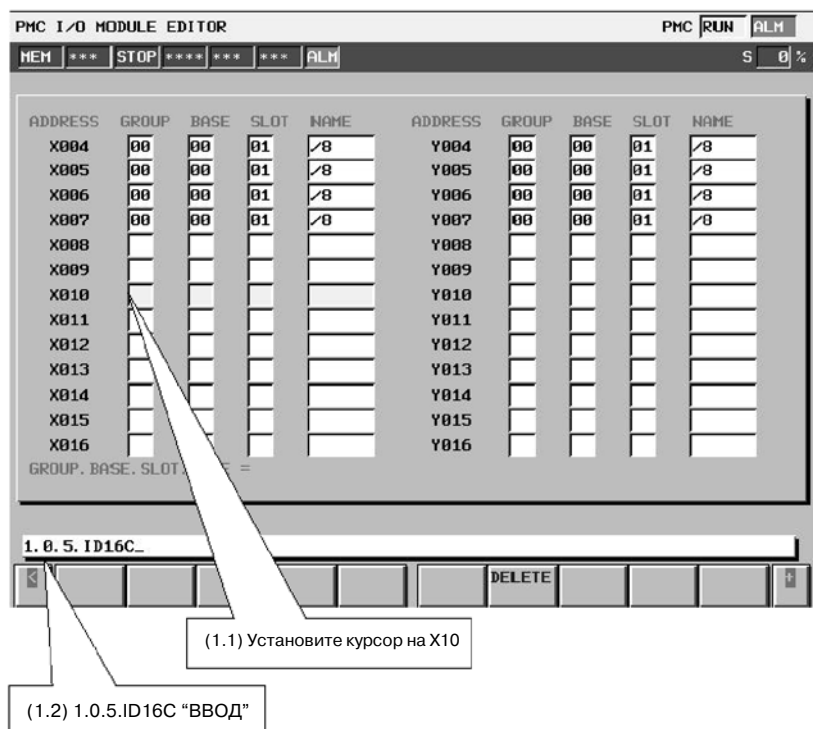 PMC I/O MODULE EDITOR PMC RUN ALM
MEM *** STOP **** *** *** ALM S 0 %
ADDRESS GROUP BASE SLOT NAME ADDRESS GROUP BASE SLOT NAME
X004 00 00 01 /8 Y004 00 00 01 /8
X005 00 00 01 /8 Y005 00 00 01 /8
X006 00 00 01 /8 Y006 00 00 01 /8
X007 00 00 01 /8 Y007 00 00 01 /8
X008 Y008
X009 Y009
X010 Y010
X011 Y011
X012 Y012
X013 Y013
X014 Y014
X015 Y015
X016 Y016
GROUP.BASE.SLOT. =
1.0.5.ID16C_
< DELETE +
(1.1) Установите курсор на X10
(1.2) 1.0.5.ID16C “ВВОД”